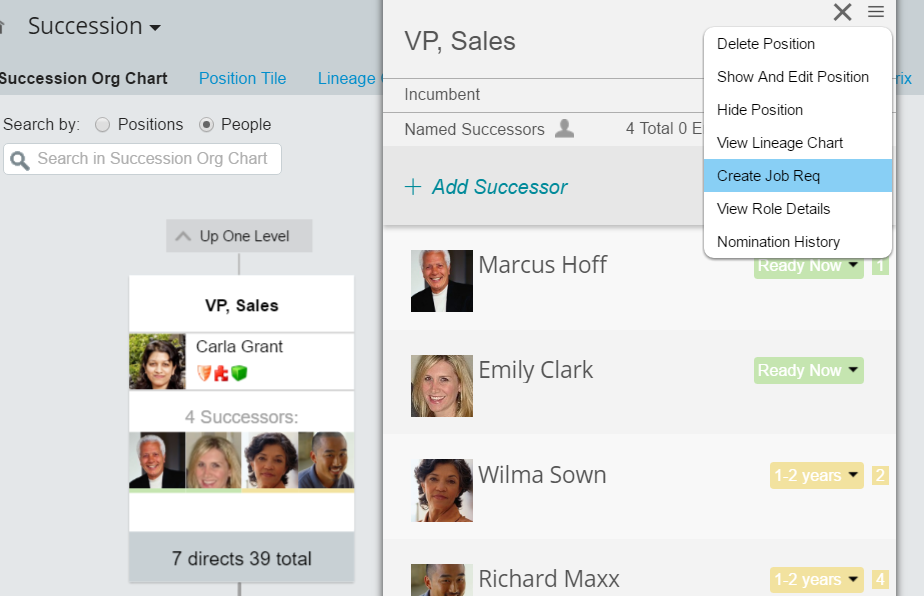 Succession
Succession Org Chart Position Tile Lineage
Search by: Positions People
Search in Succession Org Chart
Up One Level
VP, Sales
Carla Grant
4 Successors:
7 directs 39 total
VP, Sales
Incumbent
Named Successors 4 Total 0 E
Add Successor
Delete Position
Show And Edit Position
Hide Position
View Lineage Chart
Create Job Req
View Role Details
Nomination History
rix
Marcus Hoff Ready Now 1
Emily Clark Ready Now
Wilma Sown 1-2 years 2
Richard Maxx 1-2 years 4